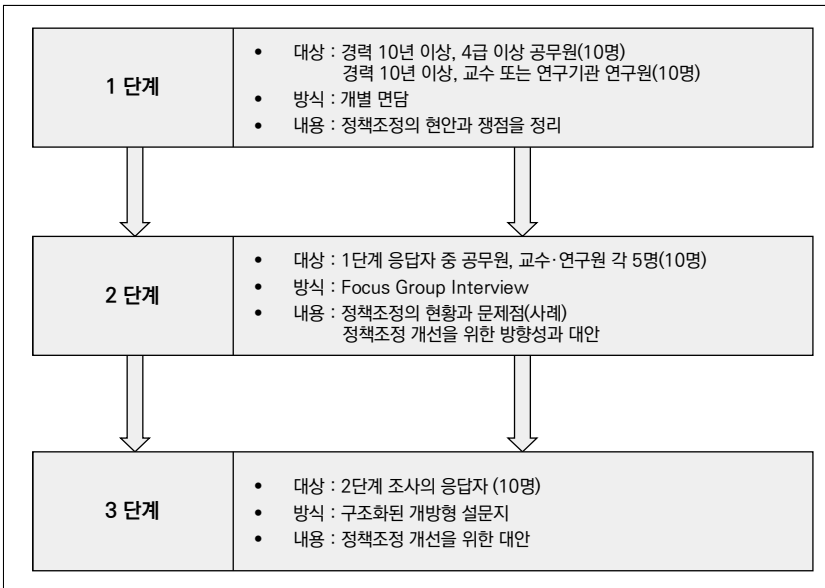 1 단계
• 대상 : 경력 10년 이상, 4급 이상 공무원(10명)
경력 10년 이상, 교수 또는 연구기관 연구원(10명)
• 방식 : 개별 면담
• 내용 : 정책조정의 현안과 쟁점을 정리
2 단계
• 대상 : 1단계 응답자 중 공무원, 교수·연구원 각 5명(10명)
• 방식 : Focus Group Interview
• 내용 : 정책조정의 현황과 문제점(사례)
정책조정 개선을 위한 방향성과 대안
3 단계
• 대상 : 2단계 조사의 응답자 (10명)
• 방식 : 구조화된 개방형 설문지
• 내용 : 정책조정 개선을 위한 대안